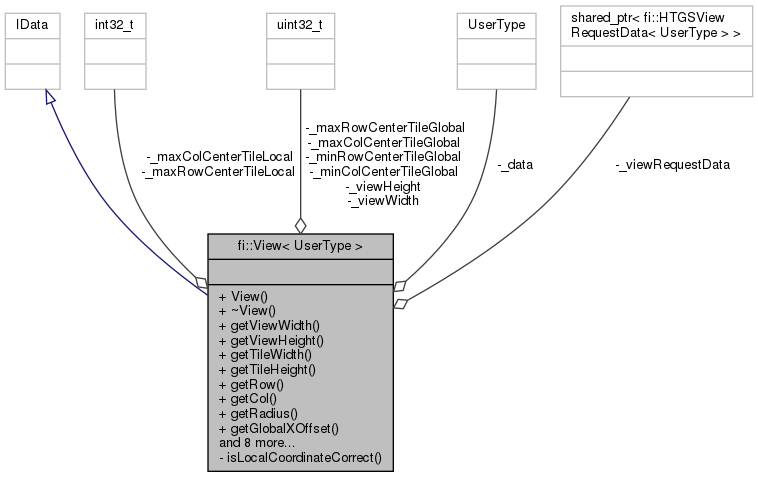 IData
int32_t
uint32_t
UserType
shared_ptr< fi::HTGSView
RequestData< UserType > >
-_maxColCenterTileLocal
-_maxRowCenterTileLocal
-_maxRowCenterTileGlobal
-_maxColCenterTileGlobal
-_minRowCenterTileGlobal
-_minColCenterTileGlobal
-_viewHeight
-_viewWidth
-_data
-_viewRequestData
fi::View< UserType >
+ View()
+ ~View()
+ getViewWidth()
+ getViewHeight()
+ getTileWidth()
+ getTileHeight()
+ getRow()
+ getCol()
+ getRadius()
+ getGlobalXOffset()
and 8 more...
- isLocalCoordinateCorrect()